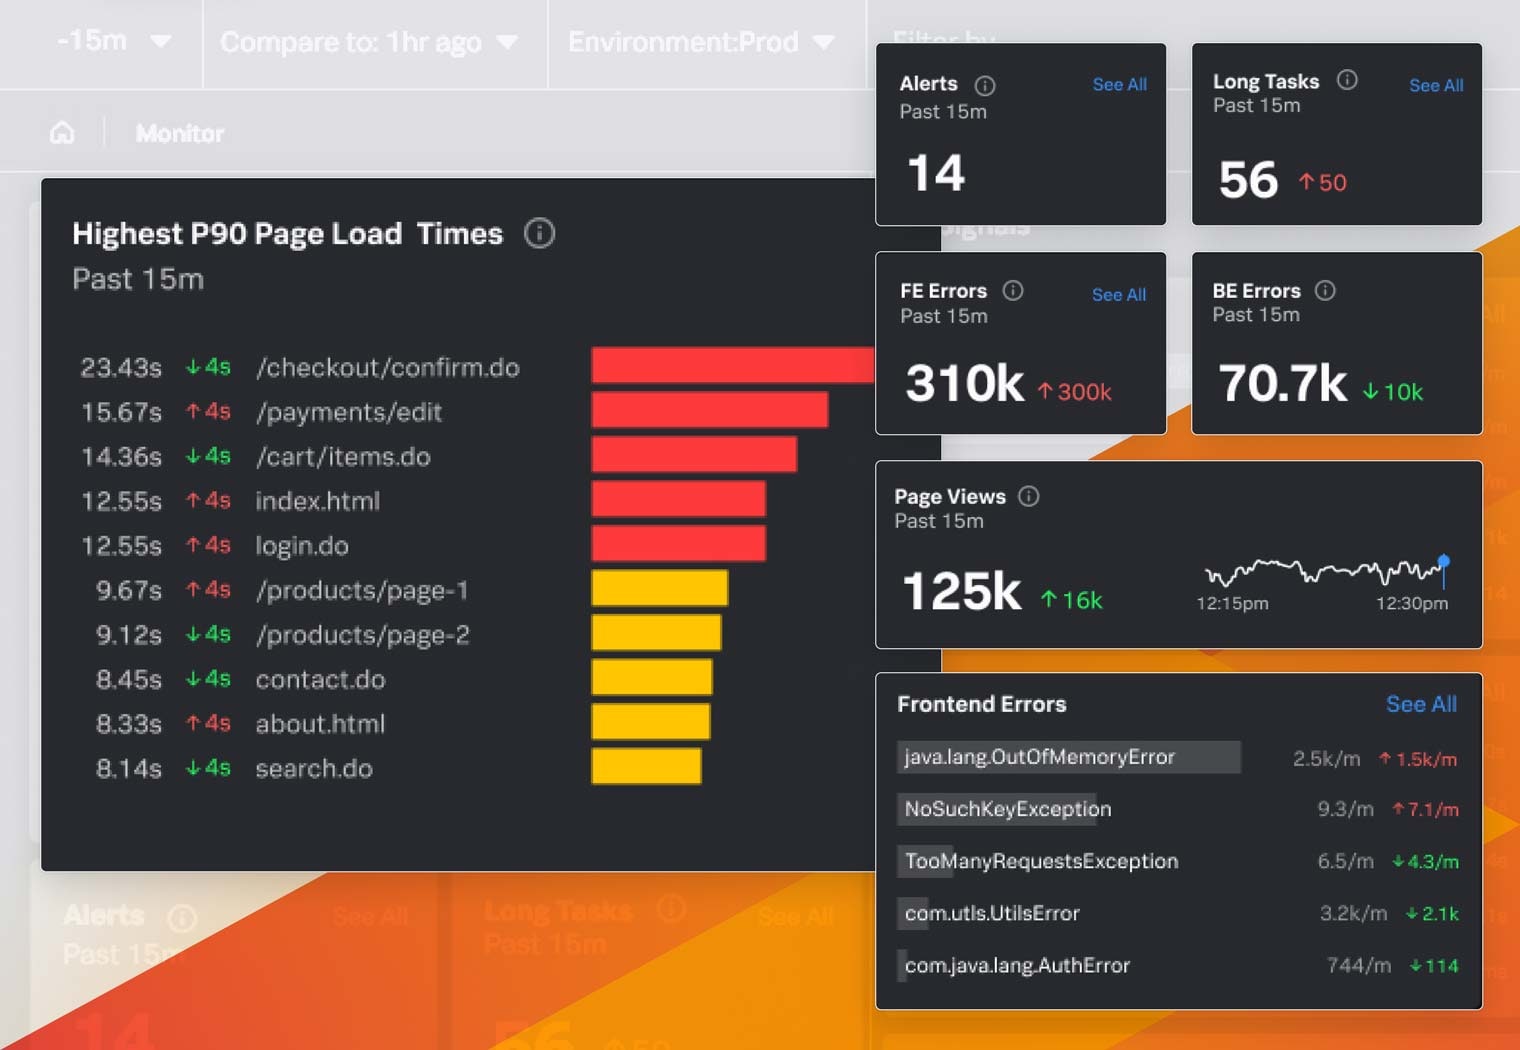 -15m
Compare to: 1hr ago
Environment:Prod
Filter by
Monitor
Highest P90 Page Load Times
Past 15m
23.43s ↓4s /checkout/confirm.do
15.67s ↑4s /payments/edit
14.36s ↓4s /cart/items.do
12.55s ↑4s index.html
12.55s ↑4s login.do
9.67s ↑4s /products/page-1
9.12s ↓4s /products/page-2
8.45s ↓4s contact.do
8.33s ↑4s about.html
8.14s ↓4s search.do
Alerts See All
Past 15m
14
Long Tasks See All
Past 15m
56 ↑50
Signals
FE Errors See All
Past 15m
310k ↑300k
BE Errors
Past 15m
70.7k ↓10k
Page Views
Past 15m
125k ↑16k
12:15pm 12:30pm
Frontend Errors See All
java.lang.OutOfMemoryError 2.5k/m ↑1.5k/m
NoSuchKeyException 9.3/m ↑7.1/m
TooManyRequestsException 6.5/m ↓4.3/m
com.utls.UtilsError 3.2k/m ↓2.1k
com.java.lang.AuthError 744/m ↓114
Alerts See All
Past 15m
14
Long Tasks See All
Past 15m
56 ↑50